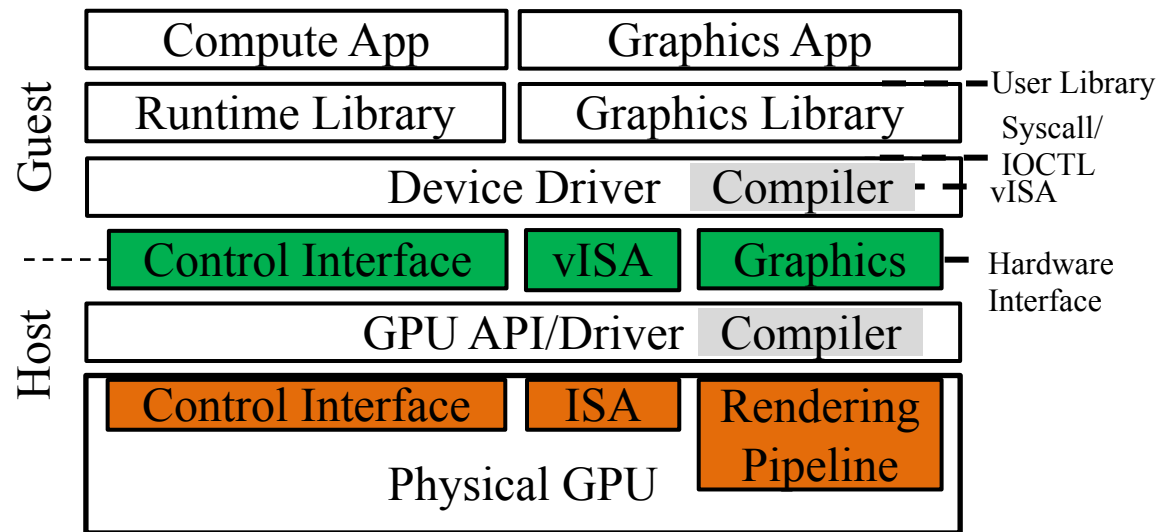 Guest
Compute App
Graphics App
User Library
Runtime Library
Graphics Library
Syscall/
IOCTL
Device Driver
Compiler
vISA
Control Interface
vISA
Graphics
Hardware
Interface
Host
GPU API/Driver
Compiler
Control Interface
ISA
Rendering
Pipeline
Physical GPU